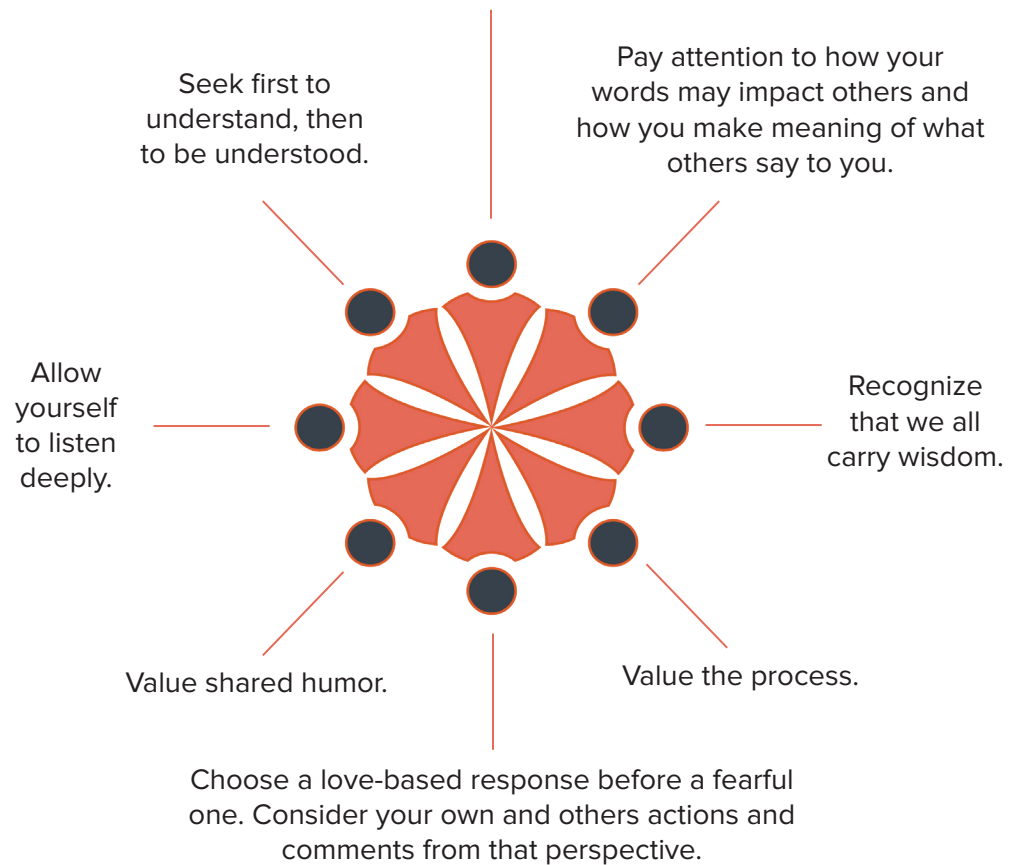 Seek first to
understand, then
to be understood.
Pay attention to how your
words may impact others and
how you make meaning of what
others say to you.
Allow
yourself
to listen
deeply.
Recognize
that we all
carry wisdom.
Value shared humor.
Value the process.
Choose a love-based response before a fearful
one. Consider your own and others actions and
comments from that perspective.